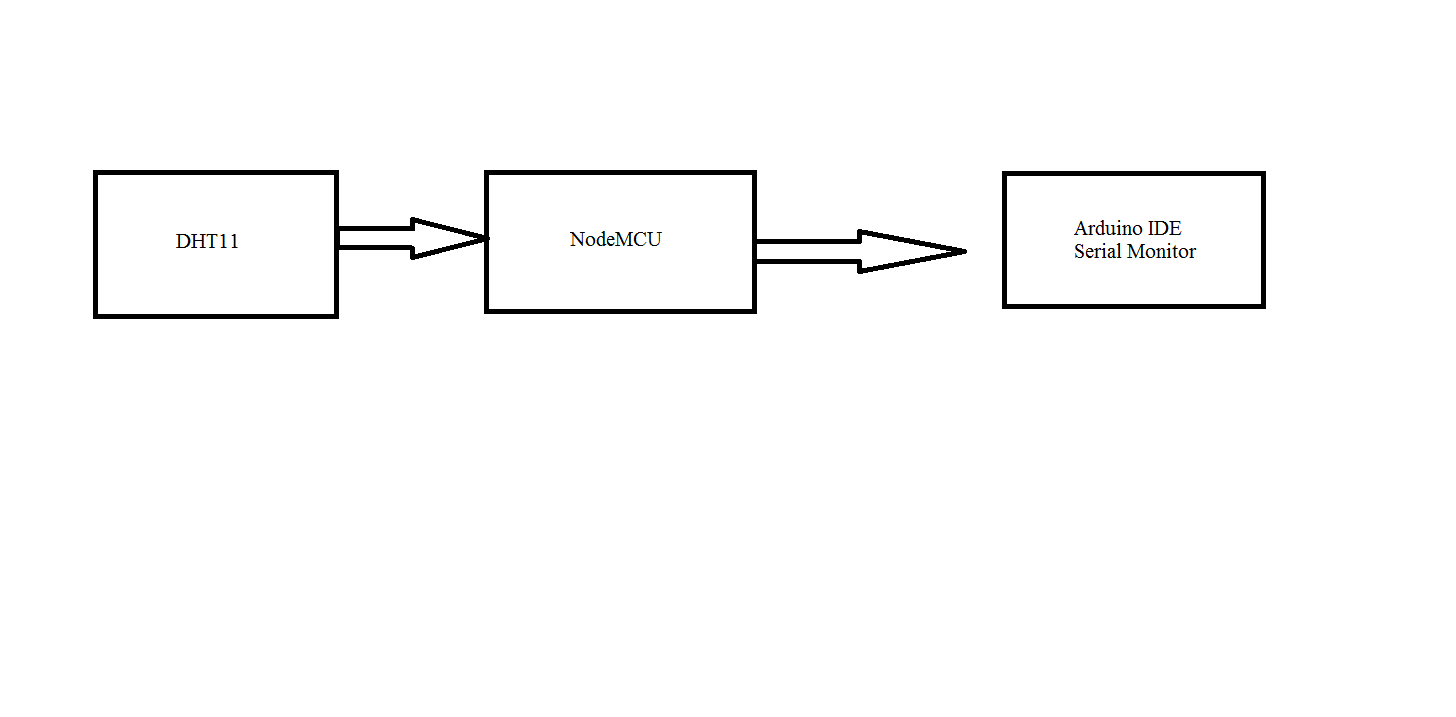 DHT11
NodeMCU
Arduino IDE
Serial Monitor